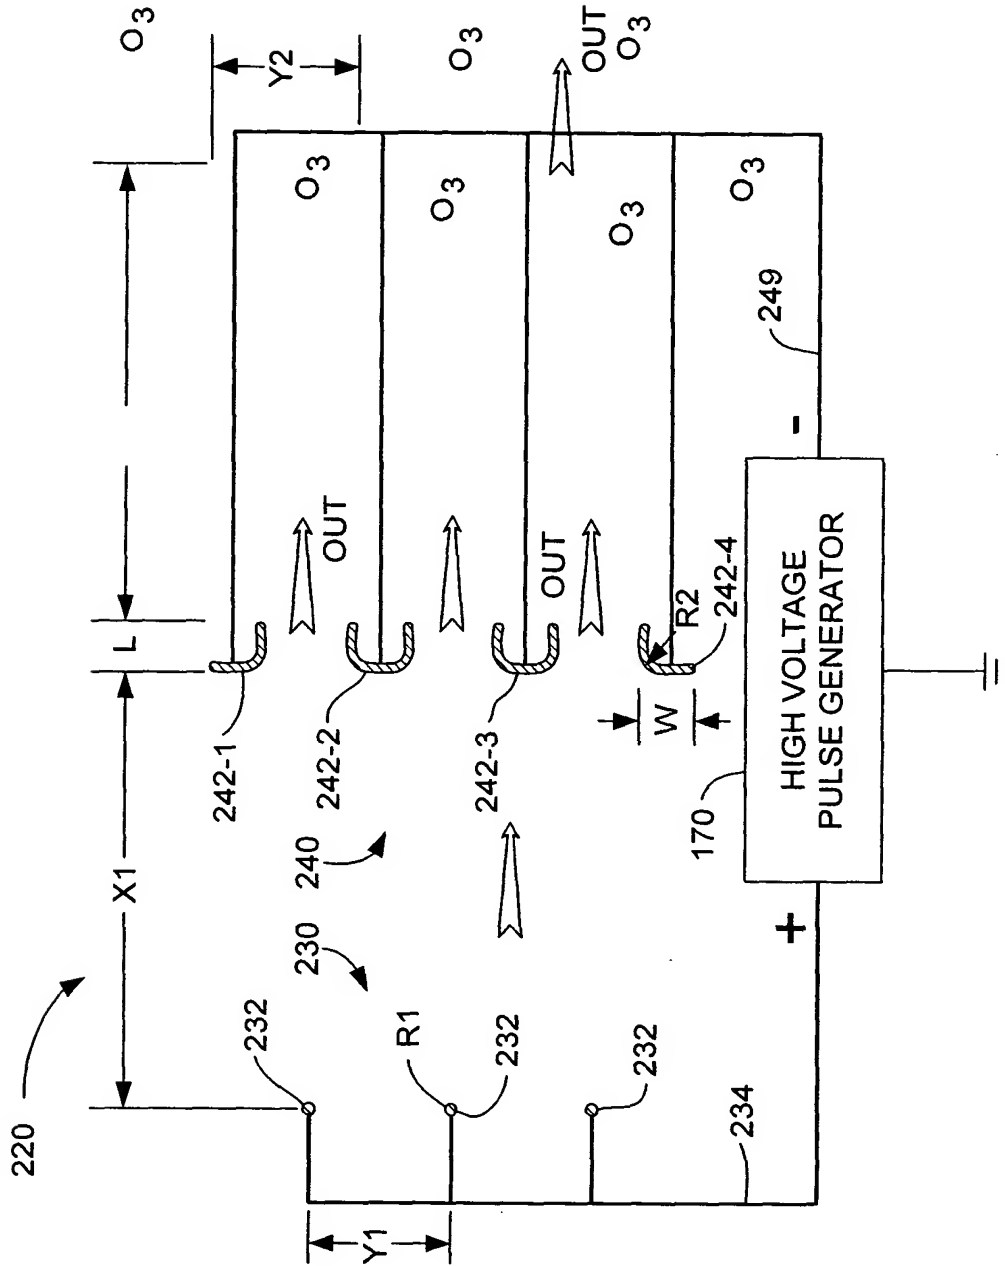 220
X1
L
Y2
O3
O3
OUT
O3
O3
O3
O3
O3
OUT
OUT
242-1
242-2
242-3
242-4
R2
W
240
230
232
R1
232
232
Y1
234
249
170
+
-
HIGH VOLTAGE
PULSE GENERATOR